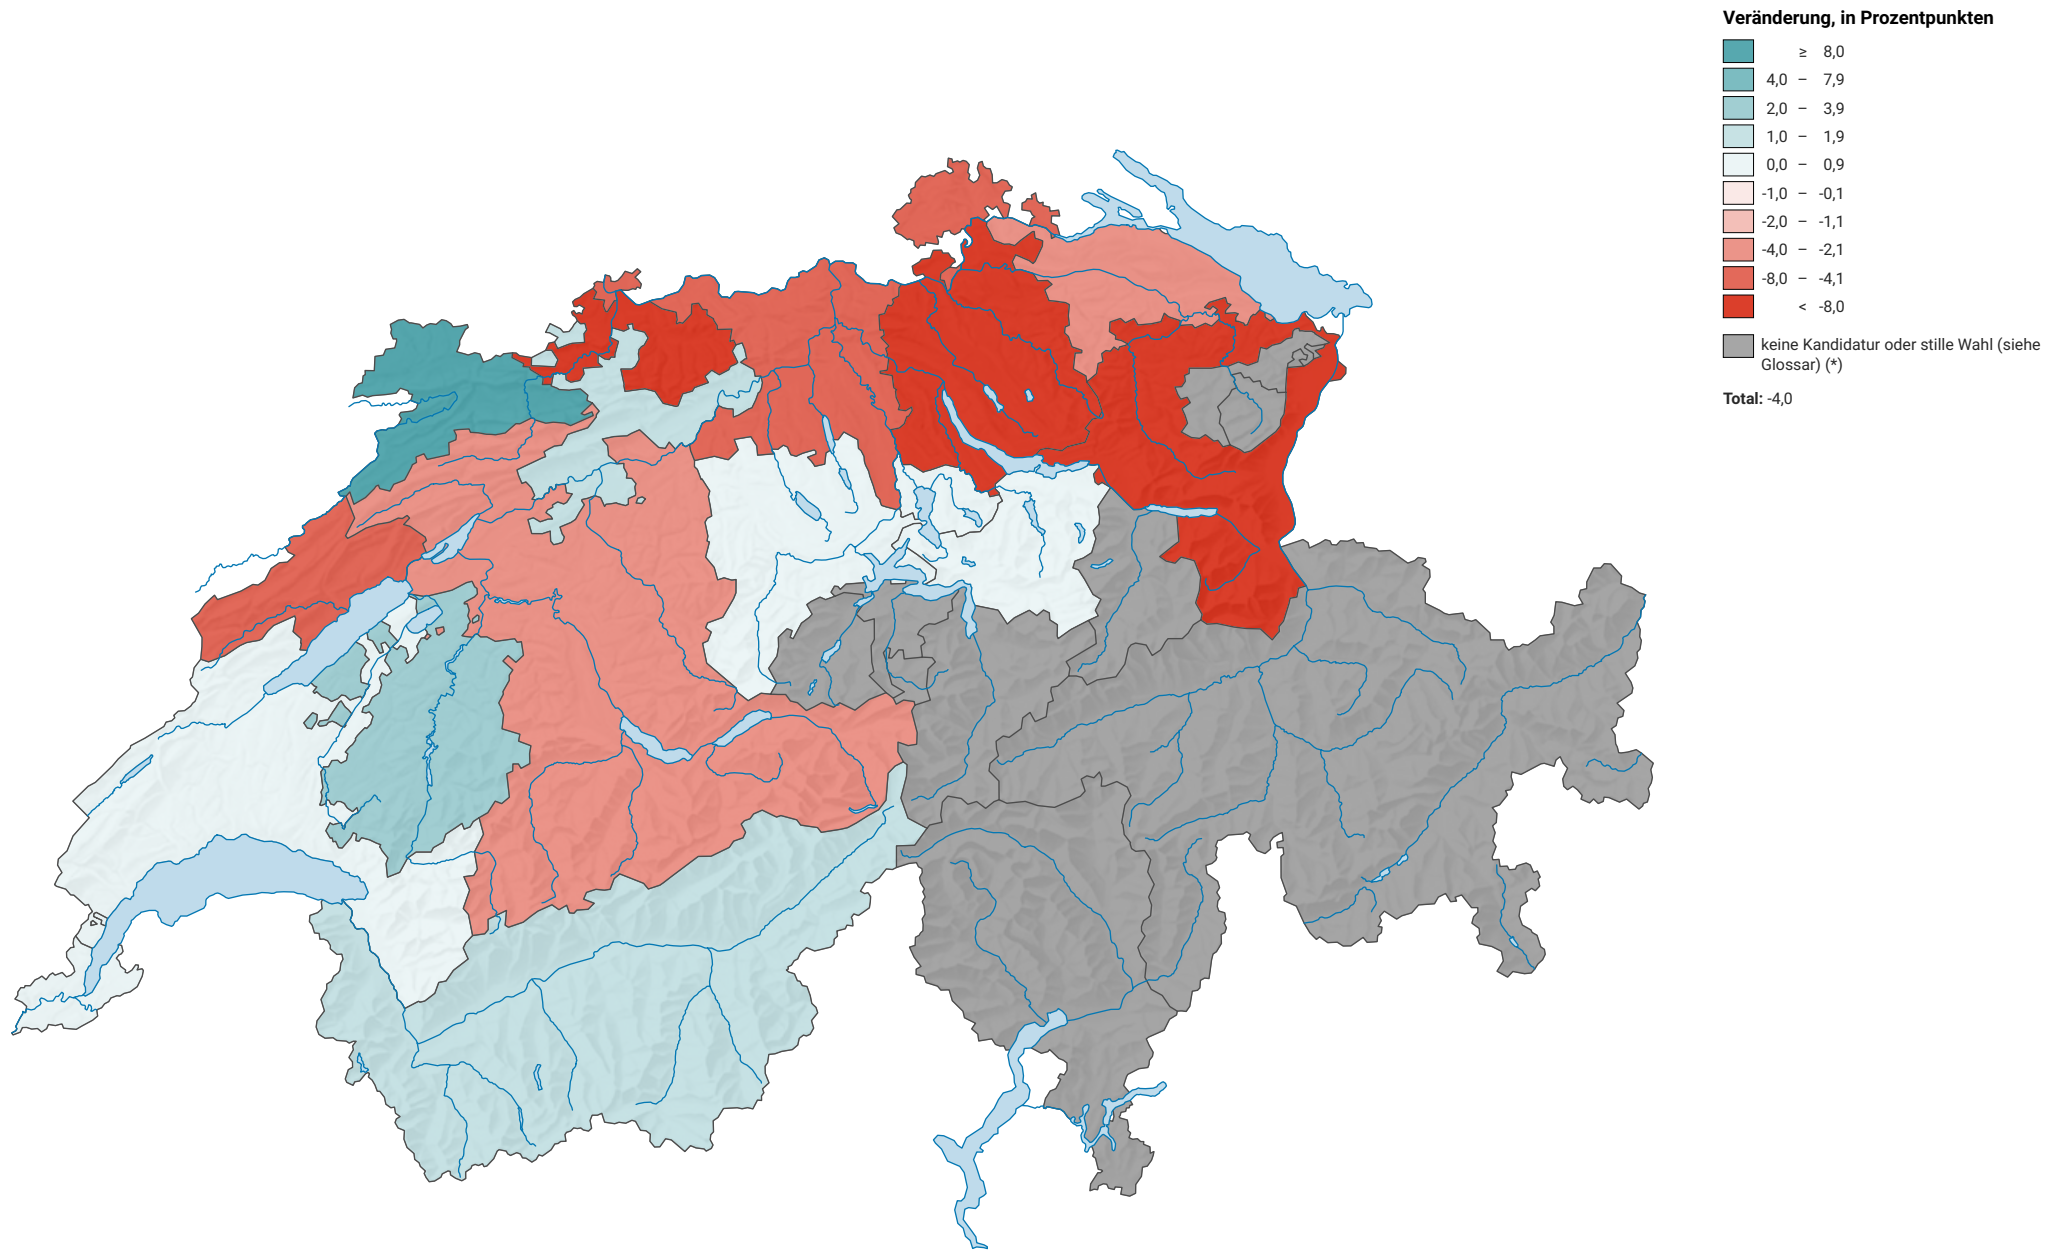 Veränderung, in Prozentpunkten
≥ 8,0
4,0 – 7,9
2,0 – 3,9
1,0 – 1,9
0,0 – 0,9
-1,0 – -0,1
-2,0 – -1,1
-4,0 – -2,1
-8,0 – -4,1
< -8,0
keine Kandidatur oder stille Wahl (siehe
Glossar) (*)
Total: -4,0